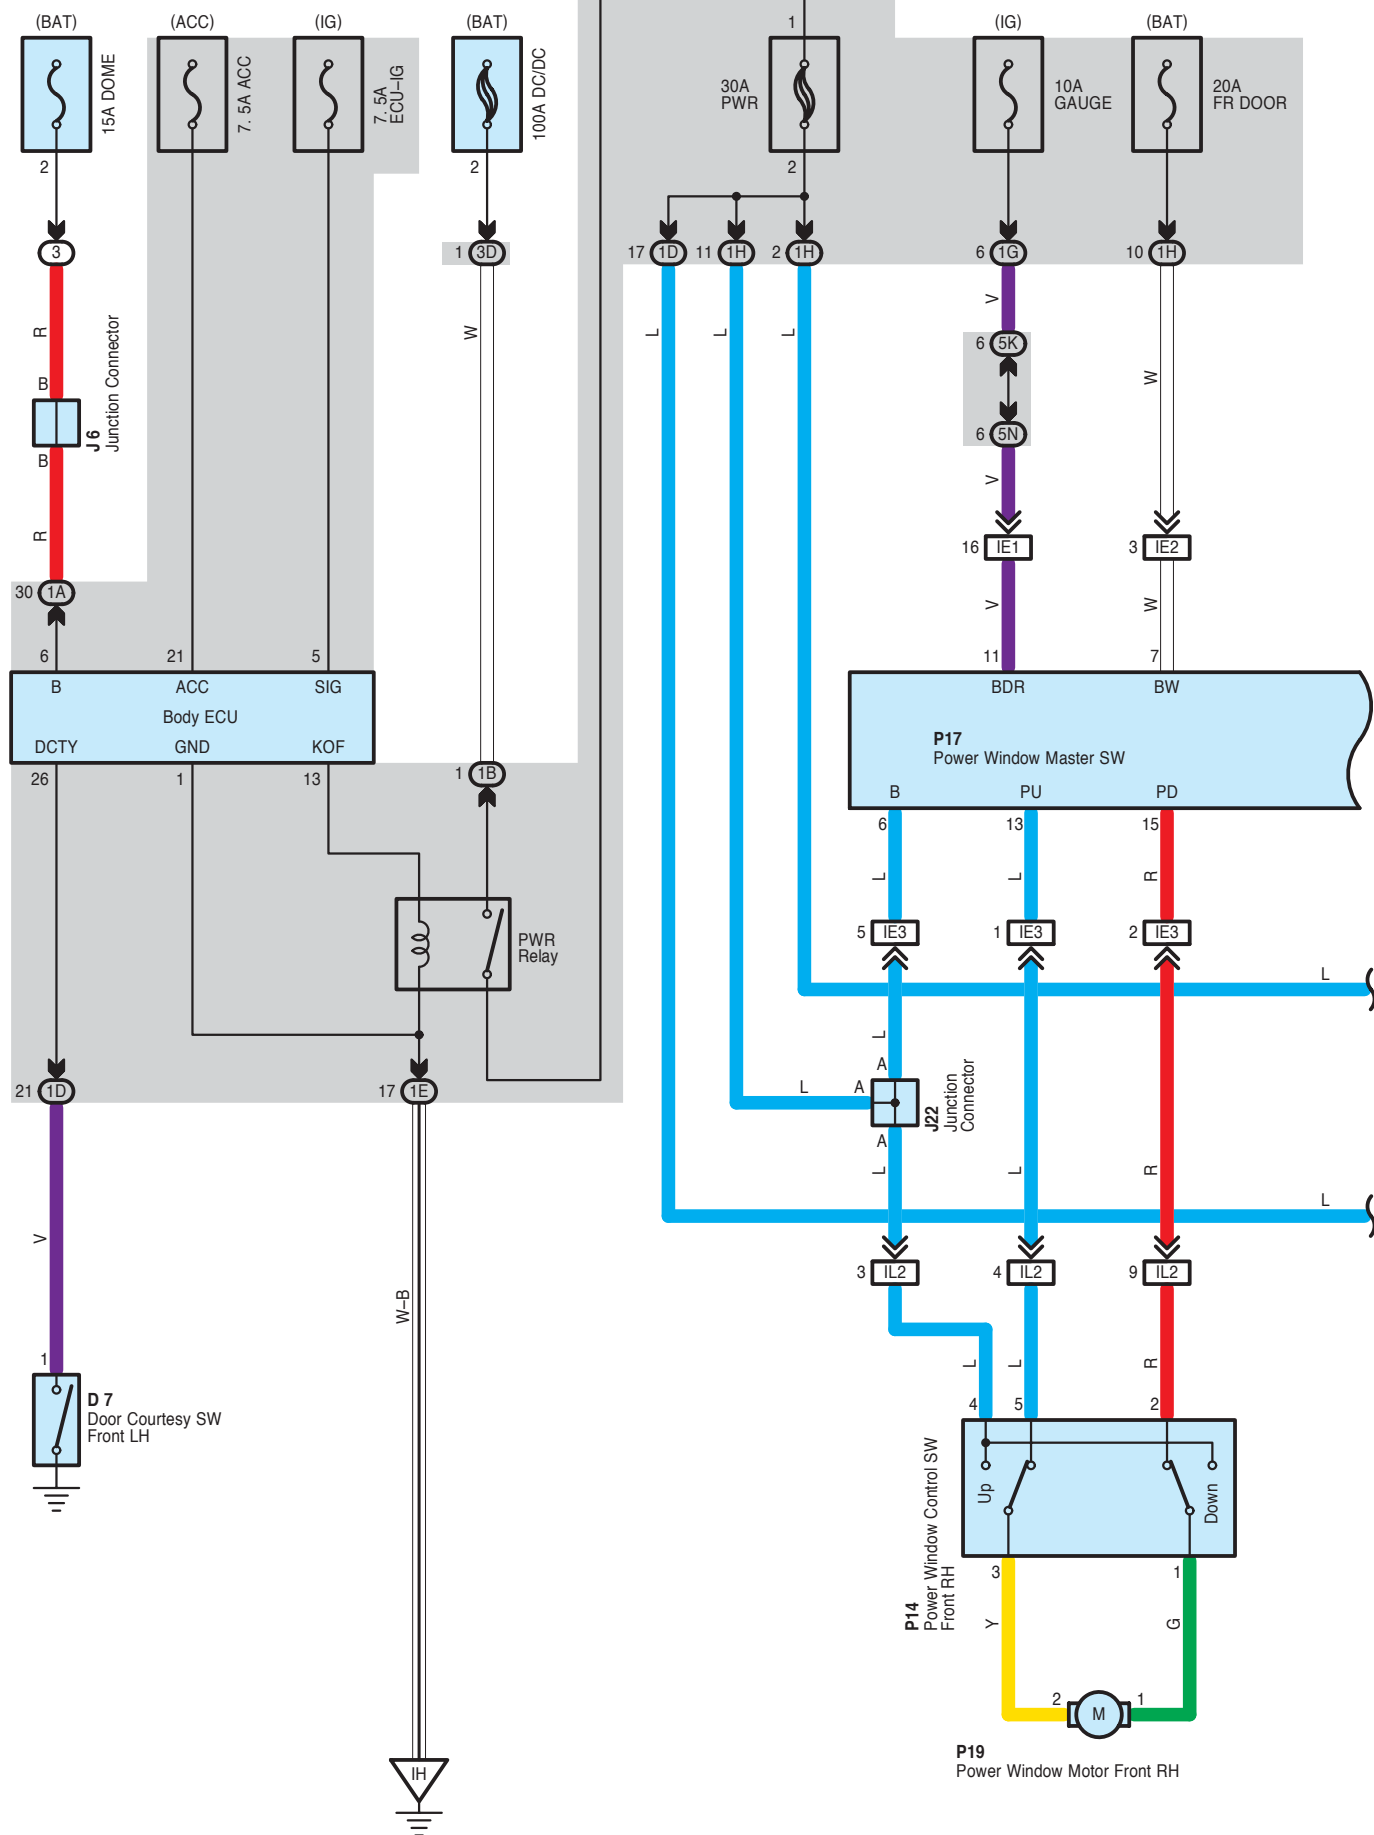 (BAT) (ACC) (IG) (BAT) 1 (IG) (BAT)
15A DOME
7. 5A ACC
7. 5A
ECU–IG
100A DC/DC
30A
PWR
10A
GAUGE
20A
FR DOOR
2 2 2
3 1 3D 17 1D 11 1H 2 1H 6 1G 10 1H
R W L L L V W
6 5K
B
J 6
Junction Connector
B
6 5N
R V
16 IE1 3 IE2
30 1A
V W
6 21 5 11 7
B ACC SIG BDR BW
Body ECU
DCTY GND KOF
P17
Power Window Master SW
26 1 13 1 1B
B PU PD
6 13 15
L L R
5 IE3 1 IE3 2 IE3
PWR
Relay
L
L
A
L A
J22
Junction
Connector
21 1D 17 1E
A
L L R
L
V
3 IL2 4 IL2 9 IL2
W–B
L L R
1
D 7
Door Courtesy SW
Front LH
4 5 2
Up Down
P14
Power Window Control SW
Front RH
3 1
Y G
2 M 1
P19
Power Window Motor Front RH
IH